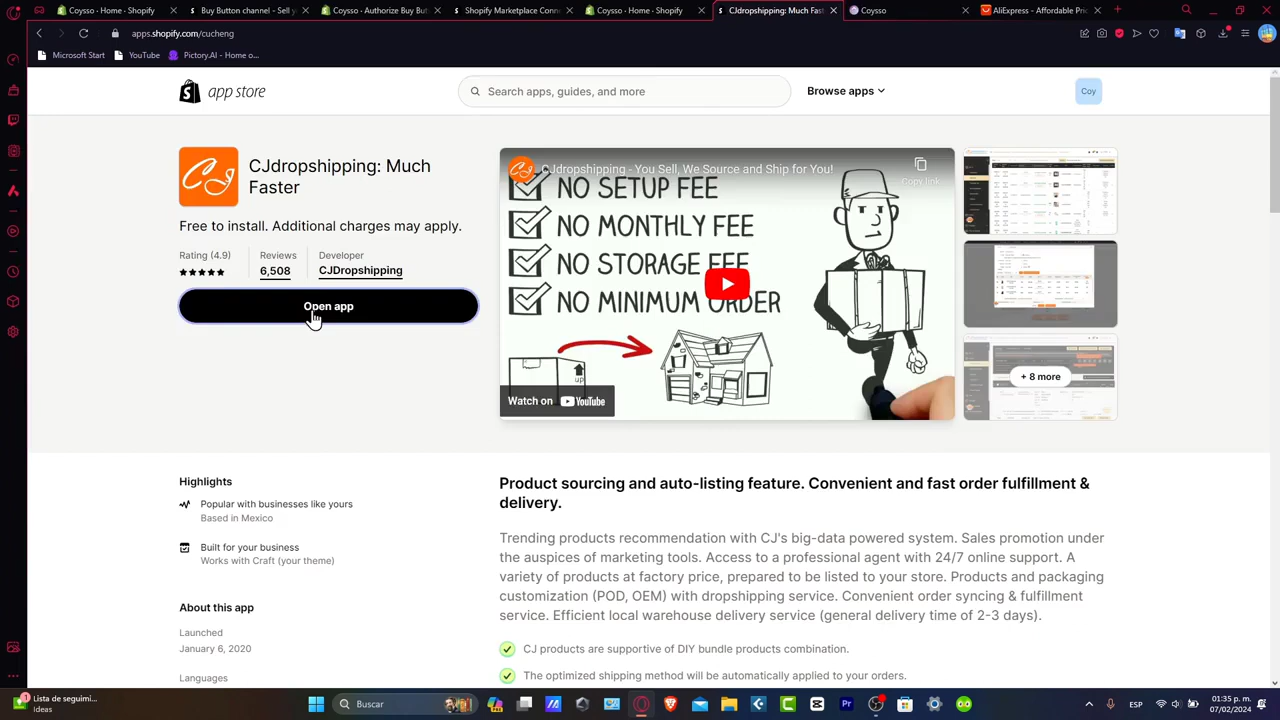 Coysso - Home · Shopify
Button channel - Sell y
Coysso - Authorize Buy But
Shopify Marketplace Conn
Coysso · Home · Shopify
CJdropshipping: Much Fast
Coysso
AliExpress - Affordable Pric
apps.shopify.com/cucheng
Microsoft Start
YouTube
Pictory.AI - Home o...
app store
Search apps, guides, and more
Browse apps
Coy
CJ
CJdropshipping: Much
Faster
Free to install. Additional charges may apply.
Rating (4.9)
Reviews
Developer
6,508
CJDropshipping
Open
CJdropshipping - You Sell, We Source and Ship for You!
NO SETUP FEE
NO MONTHLY FEE
NO STORAGE FEE
NO MINIMUM ORDER
up
Watch on YouTube
+ 8 more
Highlights
Popular with businesses like yours
Based in Mexico
Built for your business
Works with Craft (your theme)
About this app
Launched
January 6, 2020
Languages
Product sourcing and auto-listing feature. Convenient and fast order fulfillment &
delivery.
Trending products recommendation with CJ's big-data powered system. Sales promotion under
the auspices of marketing tools. Access to a professional agent with 24/7 online support. A
variety of products at factory price, prepared to be listed to your store. Products and packaging
customization (POD, OEM) with dropshipping service. Convenient order syncing & fulfillment
service. Efficient local warehouse delivery service (general delivery time of 2-3 days).
CJ products are supportive of DIY bundle products combination.
The optimized shipping method will be automatically applied to your orders.
Lista de seguimi...
Ideas
Buscar
ESP
01:35 p. m.
07/02/2024